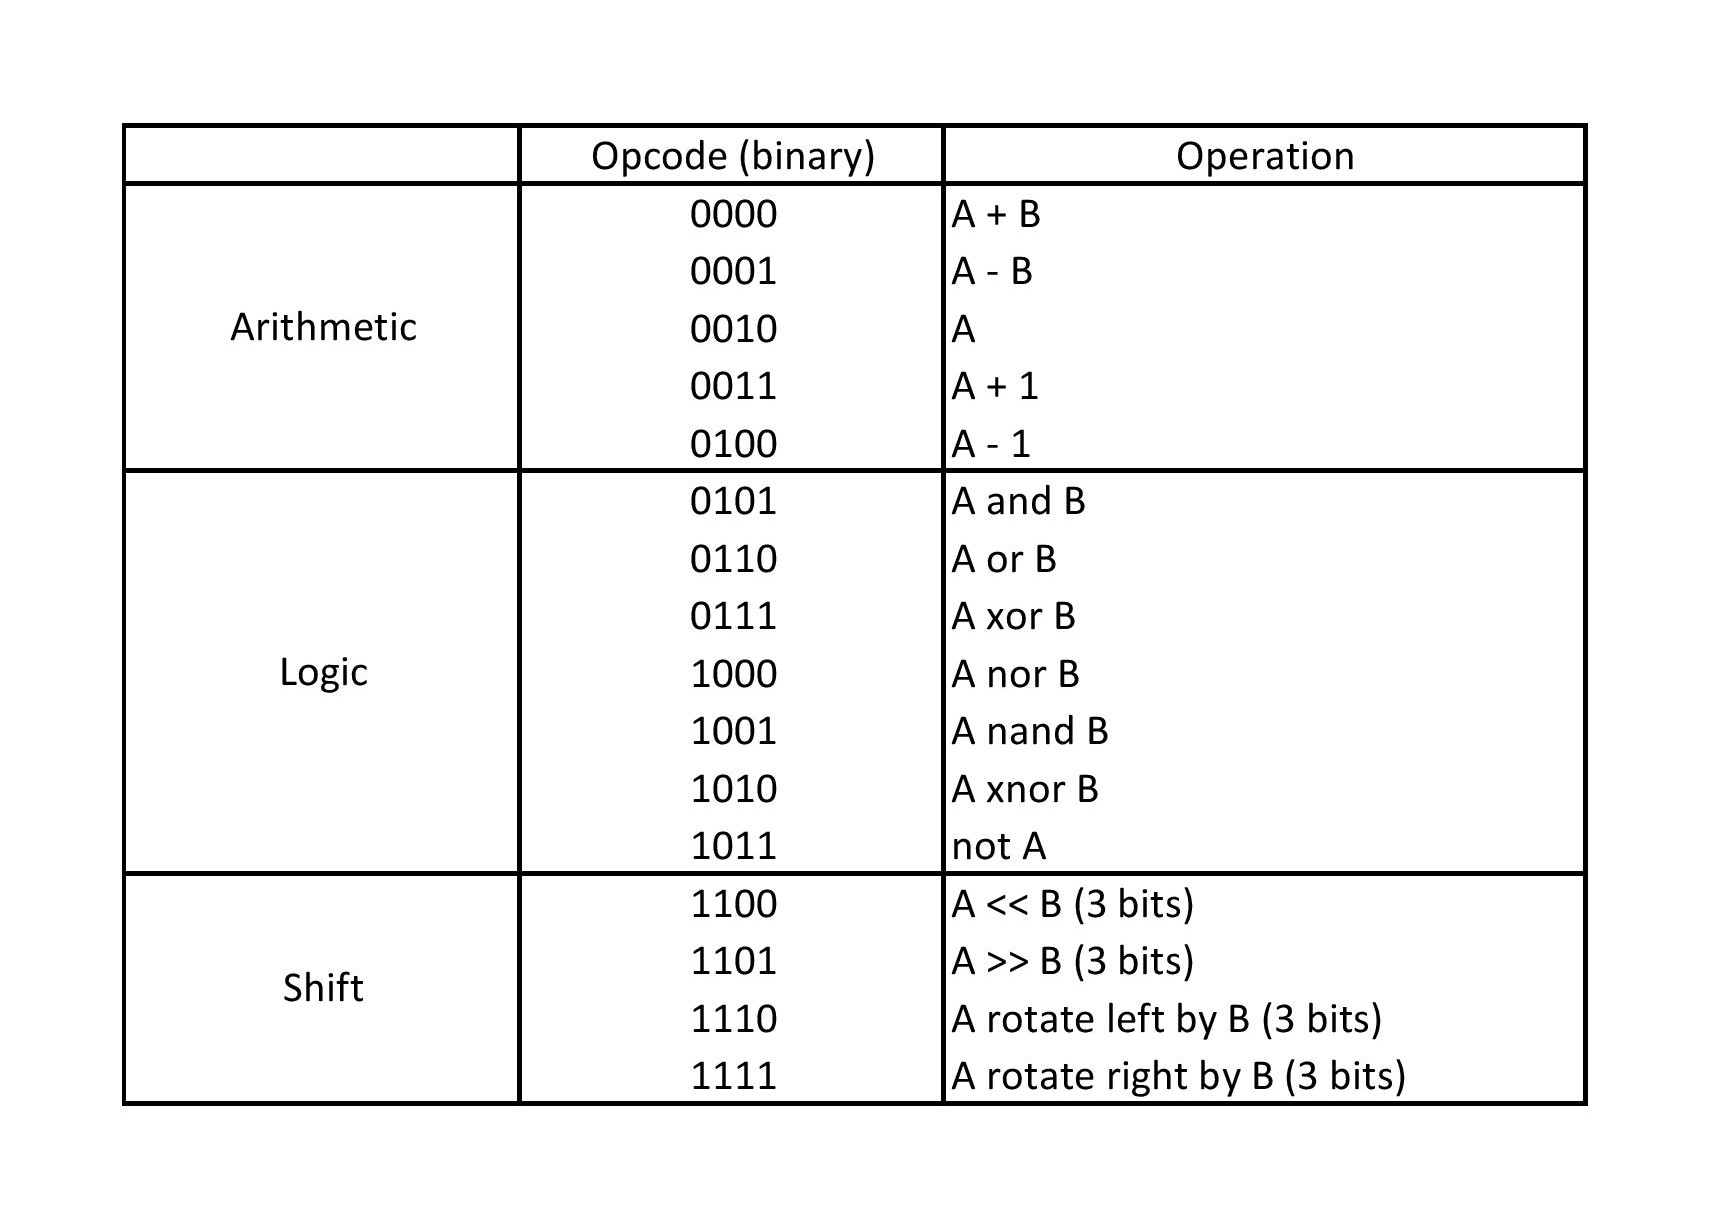 Opcode (binary) Operation
Arithmetic
0000 A + B
0001 A - B
0010 A
0011 A + 1
0100 A - 1
Logic
0101 A and B
0110 A or B
0111 A xor B
1000 A nor B
1001 A nand B
1010 A xnor B
1011 not A
Shift
1100 A << B (3 bits)
1101 A >> B (3 bits)
1110 A rotate left by B (3 bits)
1111 A rotate right by B (3 bits)